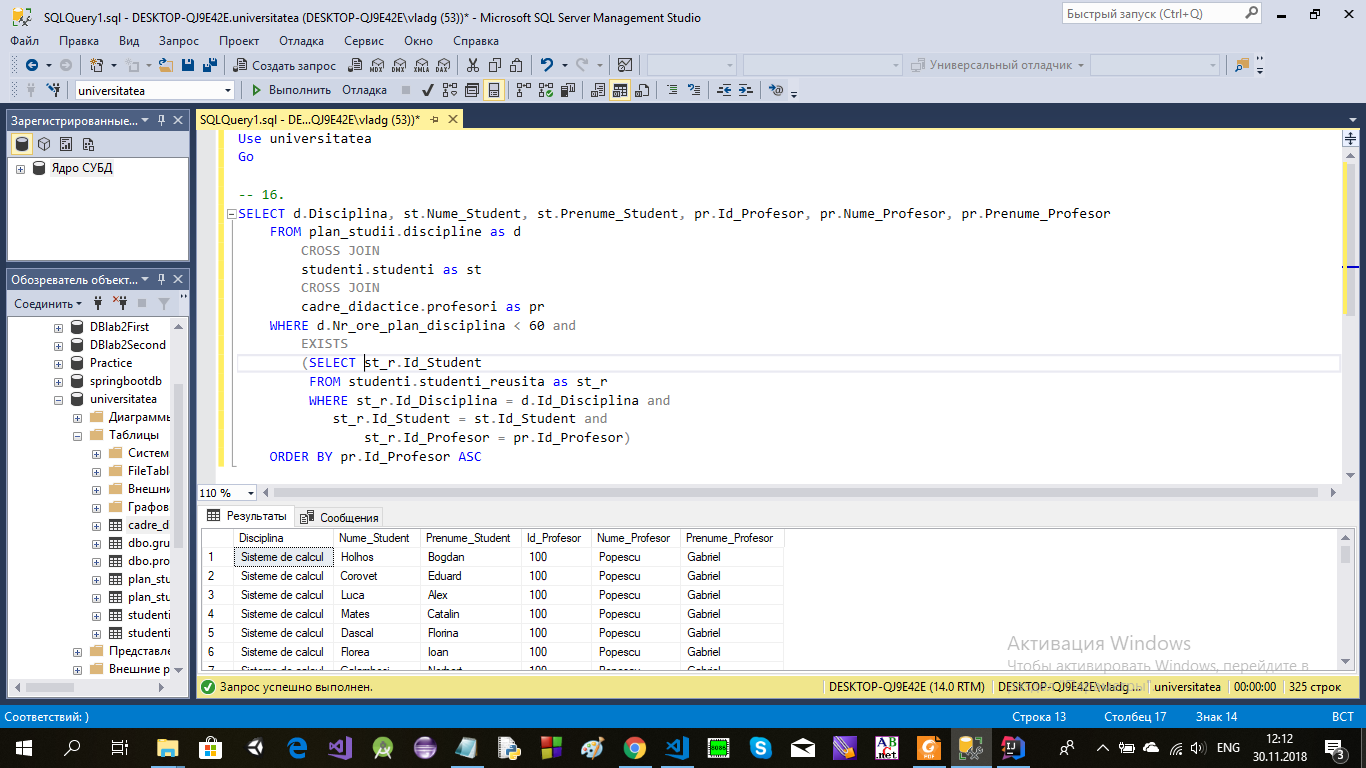 SQLQuery1.sql - DESKTOP-QJ9E42E.universitatea (DESKTOP-QJ9E42E\vladg (53))* - Microsoft SQL Server Management Studio
Быстрый запуск (Ctrl+Q)
Файл Правка Вид Запрос Проект Отладка Сервис Окно Справка
Создать запрос
MDX DMX XMLA DAX
Универсальный отладчик
universitatea
Выполнить Отладка
Зарегистрированные...
Ядро СУБД
Обозреватель объект...
Соединить
DBlab2First
DBLab2Second
Practice
springbootdb
universitatea
Диаграммы
Таблицы
Систем
FileTabl
Внешни
Графов
cadre_d
dbo.gru
dbo.pro
plan_stu
plan_stu
studenti
studenti
Представле
Внешние р
SQLQuery1.sql - DE...QJ9E42E\vladg (53))*
Use universitatea
Go
-- 16.
SELECT d.Disciplina, st.Nume_Student, st.Prenume_Student, pr.Id_Profesor, pr.Nume_Profesor, pr.Prenume_Profesor
FROM plan_studii.discipline as d
CROSS JOIN
studenti.studenti as st
CROSS JOIN
cadre_didactice.profesori as pr
WHERE d.Nr_ore_plan_disciplina < 60 and
EXISTS
(SELECT st_r.Id_Student
FROM studenti.studenti_reusita as st_r
WHERE st_r.Id_Disciplina = d.Id_Disciplina and
st_r.Id_Student = st.Id_Student and
st_r.Id_Profesor = pr.Id_Profesor)
ORDER BY pr.Id_Profesor ASC
110 %
Результаты Сообщения
Disciplina Nume_Student Prenume_Student Id_Profesor Nume_Profesor Prenume_Profesor
1 Sisteme de calcul Holhos Bogdan 100 Popescu Gabriel
2 Sisteme de calcul Corovet Eduard 100 Popescu Gabriel
3 Sisteme de calcul Luca Alex 100 Popescu Gabriel
4 Sisteme de calcul Mates Catalin 100 Popescu Gabriel
5 Sisteme de calcul Dascal Florina 100 Popescu Gabriel
6 Sisteme de calcul Florea Ioan 100 Popescu Gabriel
7 Sisteme de calcul Norbert 100 Popescu Gabriel
Активация Windows
Чтобы активировать Windows, перейдите в
Запрос успешно выполнен.
DESKTOP-QJ9E42E (14.0 RTM) DESKTOP-QJ9E42E\vladg ... universitatea 00:00:00 325 строк
Соответствий: )
Строка 13 Столбец 17 Знак 14 ВСТ
ENG
12:12
30.11.2018
3